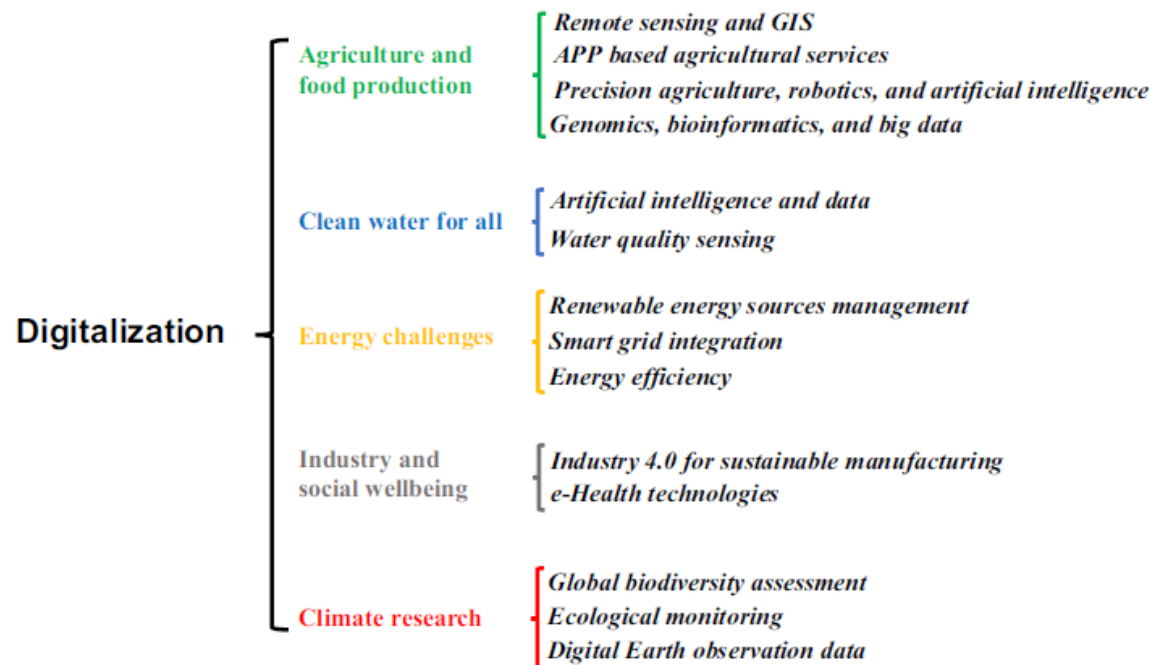 Digitalization
Agriculture and
food production
Remote sensing and GIS
APP based agricultural services
Precision agriculture, robotics, and artificial intelligence
Genomics, bioinformatics, and big data
Clean water for all
Artificial intelligence and data
Water quality sensing
Energy challenges
Renewable energy sources management
Smart grid integration
Energy efficiency
Industry and
social wellbeing
Industry 4.0 for sustainable manufacturing
e-Health technologies
Climate research
Global biodiversity assessment
Ecological monitoring
Digital Earth observation data